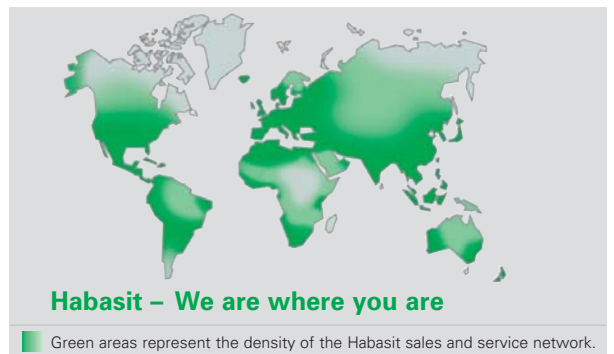 Habasit – We are where you are
Green areas represent the density of the Habasit sales and service network.